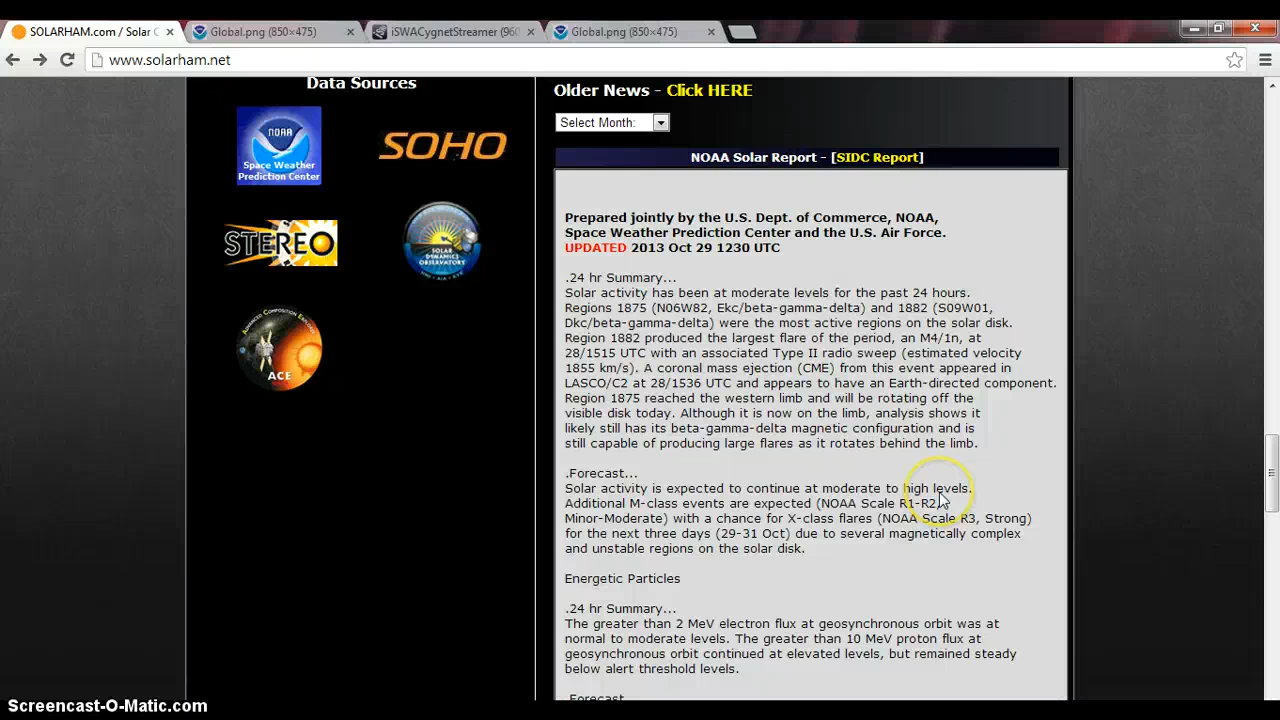 SOLARHAM.com / Solar C
Global.png (850×475)
iSWACygnetStreamer (960
Global.png (850×475)
www.solarham.net
Data Sources
NOAA
Space Weather
Prediction Center
SOHO
STEREO
SOLAR DYNAMICS
OBSERVATORY
ADVANCED COMPOSITION EXPLORER
ACE
Older News - Click HERE
Select Month:
NOAA Solar Report - [SIDC Report]
Prepared jointly by the U.S. Dept. of Commerce, NOAA,
Space Weather Prediction Center and the U.S. Air Force.
UPDATED 2013 Oct 29 1230 UTC
.24 hr Summary...
Solar activity has been at moderate levels for the past 24 hours.
Regions 1875 (N06W82, Ekc/beta-gamma-delta) and 1882 (S09W01,
Dkc/beta-gamma-delta) were the most active regions on the solar disk.
Region 1882 produced the largest flare of the period, an M4/1n, at
28/1515 UTC with an associated Type II radio sweep (estimated velocity
1855 km/s). A coronal mass ejection (CME) from this event appeared in
LASCO/C2 at 28/1536 UTC and appears to have an Earth-directed component.
Region 1875 reached the western limb and will be rotating off the
visible disk today. Although it is now on the limb, analysis shows it
likely still has its beta-gamma-delta magnetic configuration and is
still capable of producing large flares as it rotates behind the limb.
.Forecast...
Solar activity is expected to continue at moderate to high levels.
Additional M-class events are expected (NOAA Scale R1-R2,
Minor-Moderate) with a chance for X-class flares (NOAA Scale R3, Strong)
for the next three days (29-31 Oct) due to several magnetically complex
and unstable regions on the solar disk.
Energetic Particles
.24 hr Summary...
The greater than 2 MeV electron flux at geosynchronous orbit was at
normal to moderate levels. The greater than 10 MeV proton flux at
geosynchronous orbit continued at elevated levels, but remained steady
below alert threshold levels.
.Forecast
Screencast-O-Matic.com